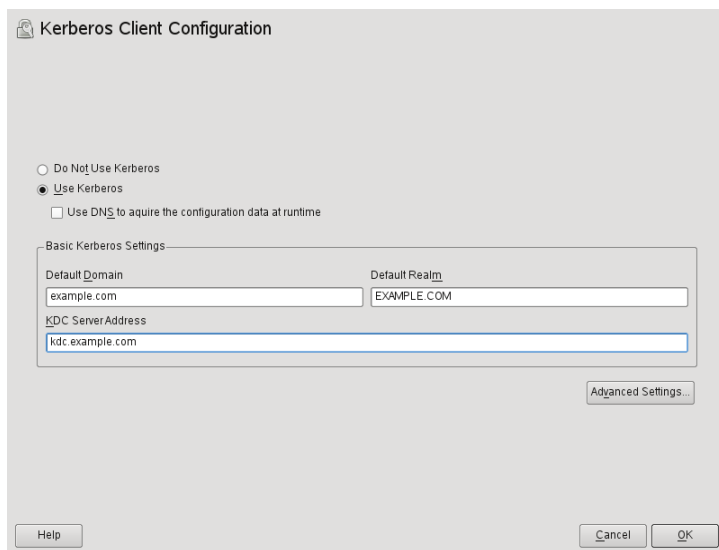 Kerberos Client Configuration
Do Not Use Kerberos
Use Kerberos
Use DNS to aquire the configuration data at runtime
Basic Kerberos Settings
Default Domain
Default Realm
example.com
EXAMPLE.COM
KDC Server Address
kdc.example.com
Advanced Settings...
Help
Cancel
OK